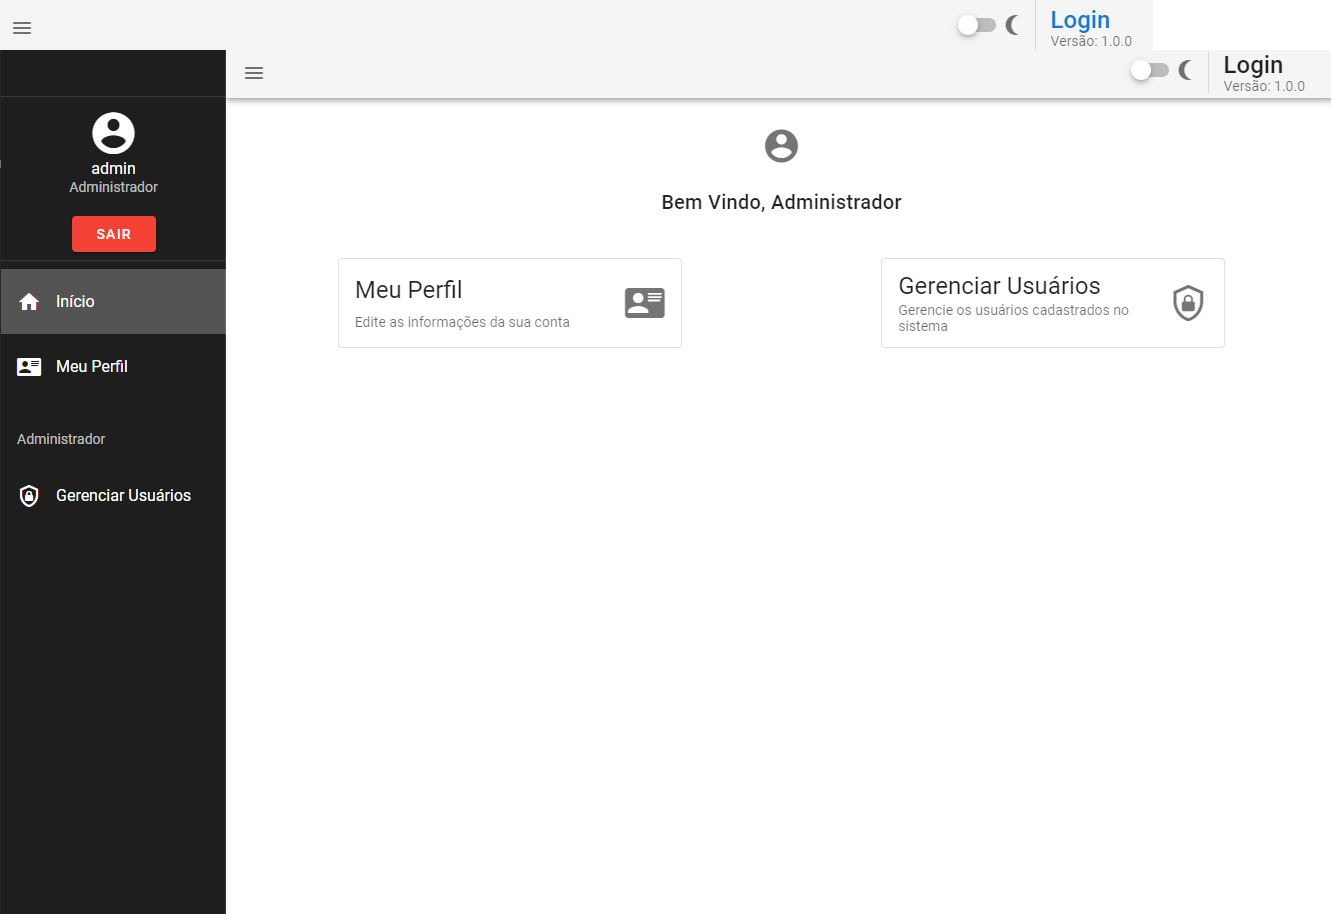 Login
Versão: 1.0.0
Login
Versão: 1.0.0
admin
Administrador
SAIR
Início
Meu Perfil
Administrador
Gerenciar Usuários
Bem Vindo, Administrador
Meu Perfil
Edite as informações da sua conta
Gerenciar Usuários
Gerencie os usuários cadastrados no
sistema